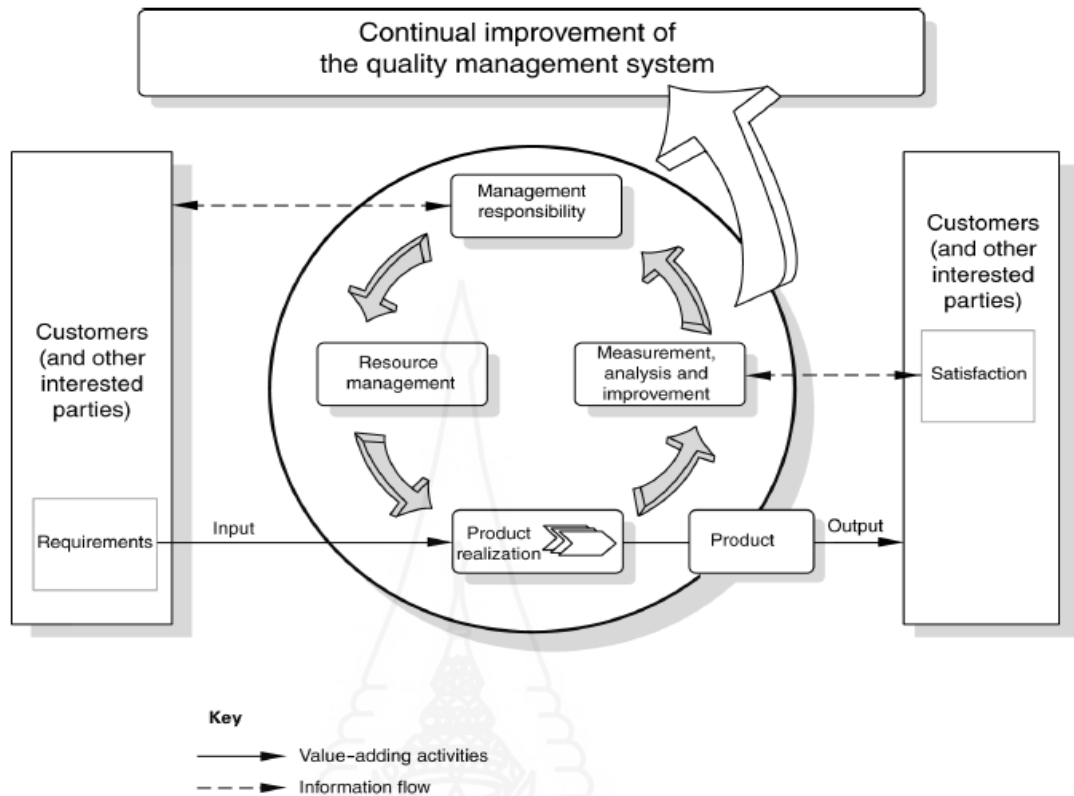 Continual improvement of
the quality management system
Management
responsibility
Customers
(and other
interested
parties)
Customers
(and other
interested
parties)
Resource
management
Measurement,
analysis and
improvement
Satisfaction
Requirements
Input
Product
realization
Product
Output
Key
Value-adding activities
Information flow